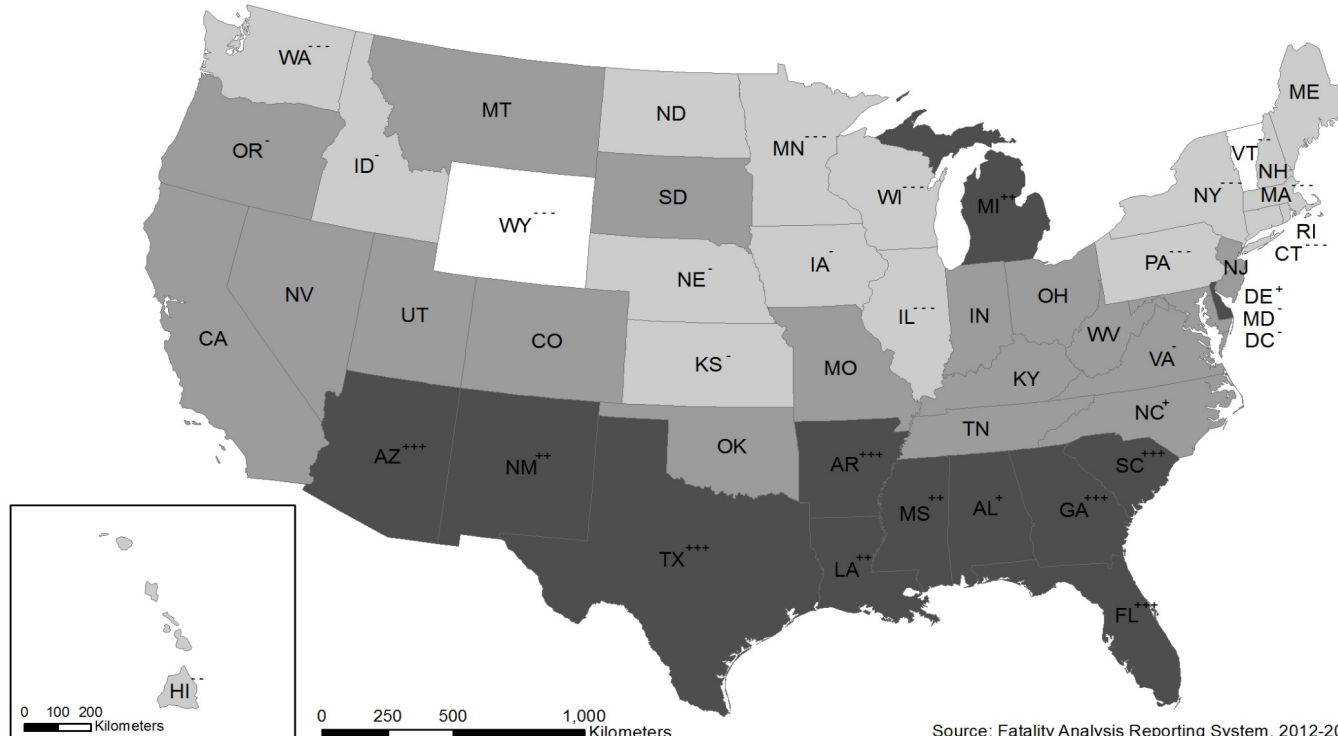 WA---
MT
ND
MN---
ME
OR-
ID-
SD
WI---
MI++
VT--
NH-
NY---
MA---
RI
CT---
WY---
NE-
IA-
PA---
NJ
DE+
MD-
DC-
NV
UT
CO
KS-
MO
IL---
IN
OH
WV
VA-
KY
CA
NC+
TN
AZ+++
NM++
OK
AR+++
SC+++
TX+++
LA++
MS++
AL+
GA+++
FL+++
HI--
0 100 200
Kilometers
0 250 500 1,000
Kilometers
Source: Fatality Analysis Reporting System, 2012-20